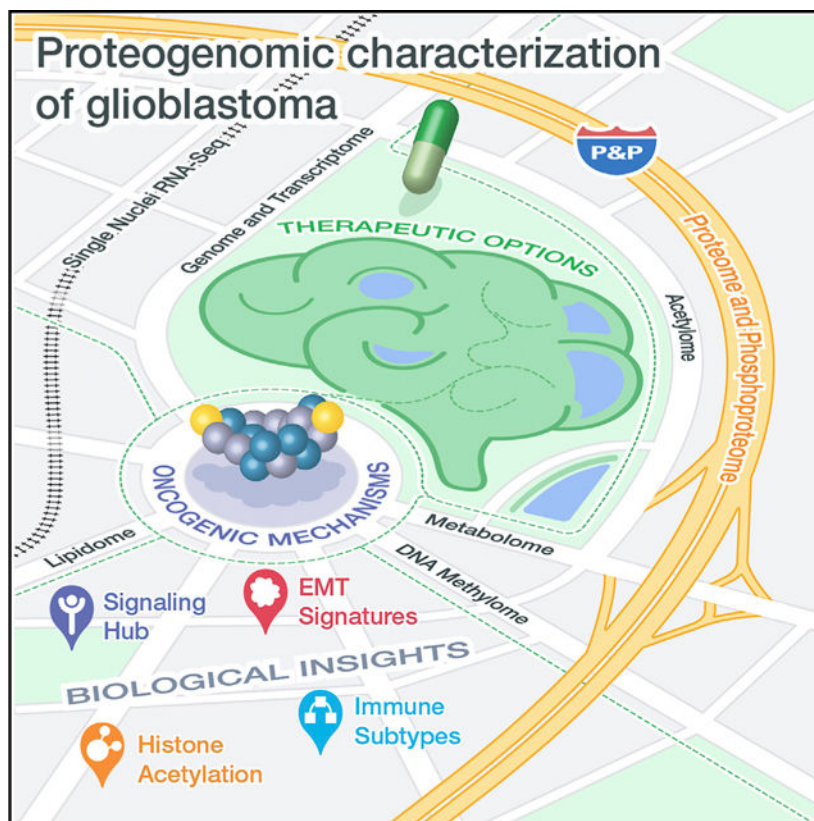 Proteogenomic characterization
of glioblastoma
P&P
Single Nuclei RNA-Seq
Genome and Transcriptome
THERAPEUTIC OPTIONS
Acetylome
Proteome and Phosphoproteome
ONCOGENIC MECHANISMS
Lipidome
Metabolome
DNA Methylome
Signaling
Hub
EMT
Signatures
BIOLOGICAL INSIGHTS
Immune
Subtypes
Histone
Acetylation